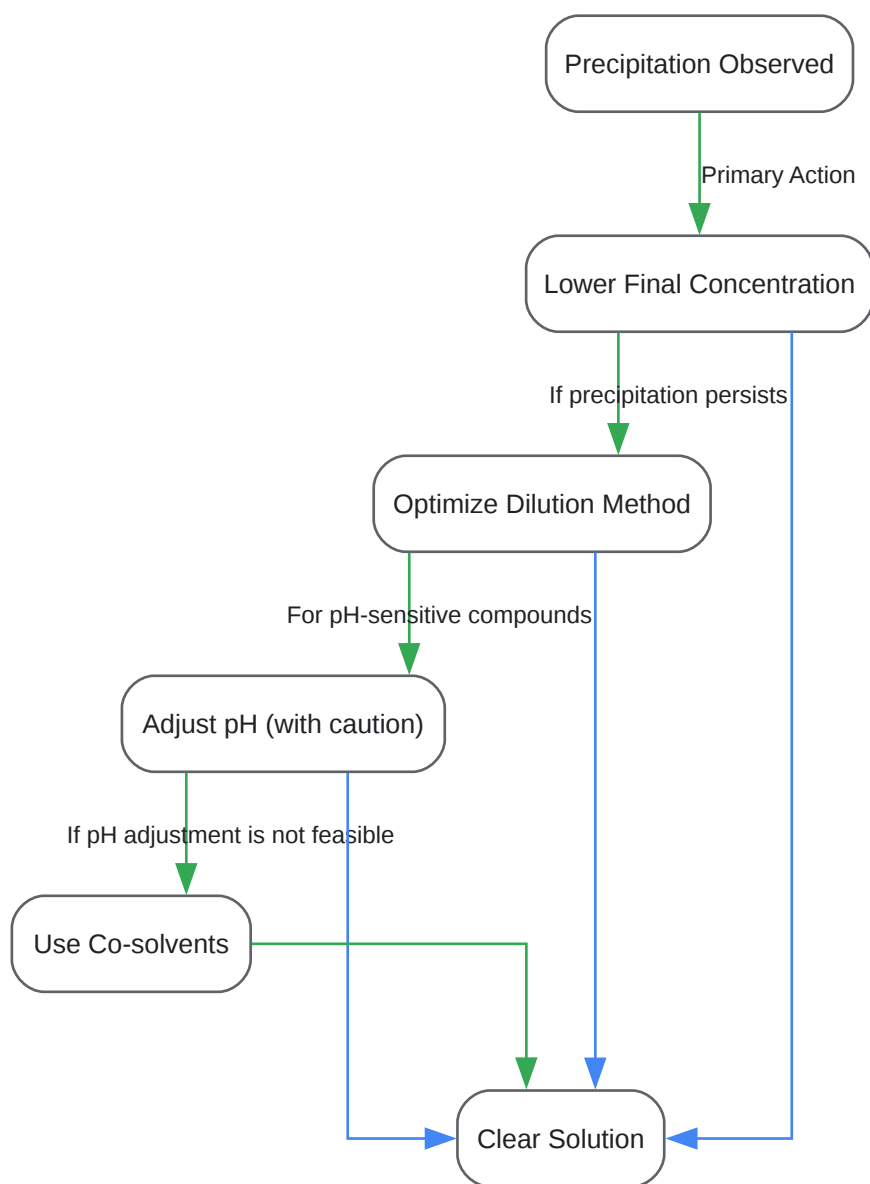 Precipitation Observed
Primary Action
Lower Final Concentration
If precipitation persists
Optimize Dilution Method
For pH-sensitive compounds
Adjust pH (with caution)
If pH adjustment is not feasible
Use Co-solvents
Clear Solution